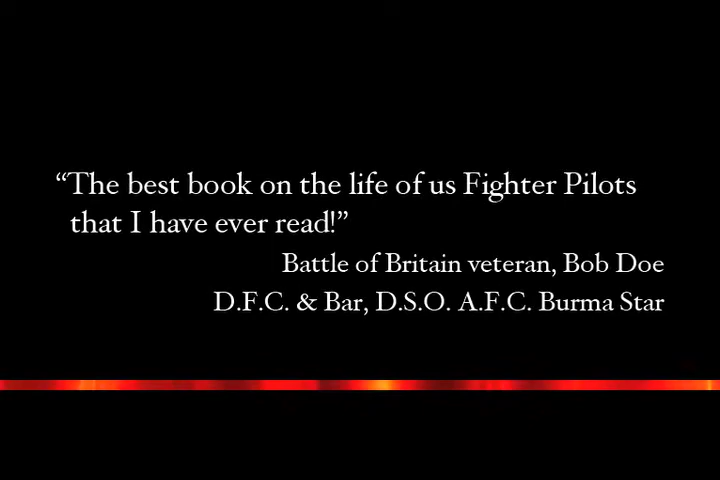 “The best book on the life of us Fighter Pilots
that I have ever read!”
Battle of Britain veteran, Bob Doe
D.F.C. & Bar, D.S.O. A.F.C. Burma Star